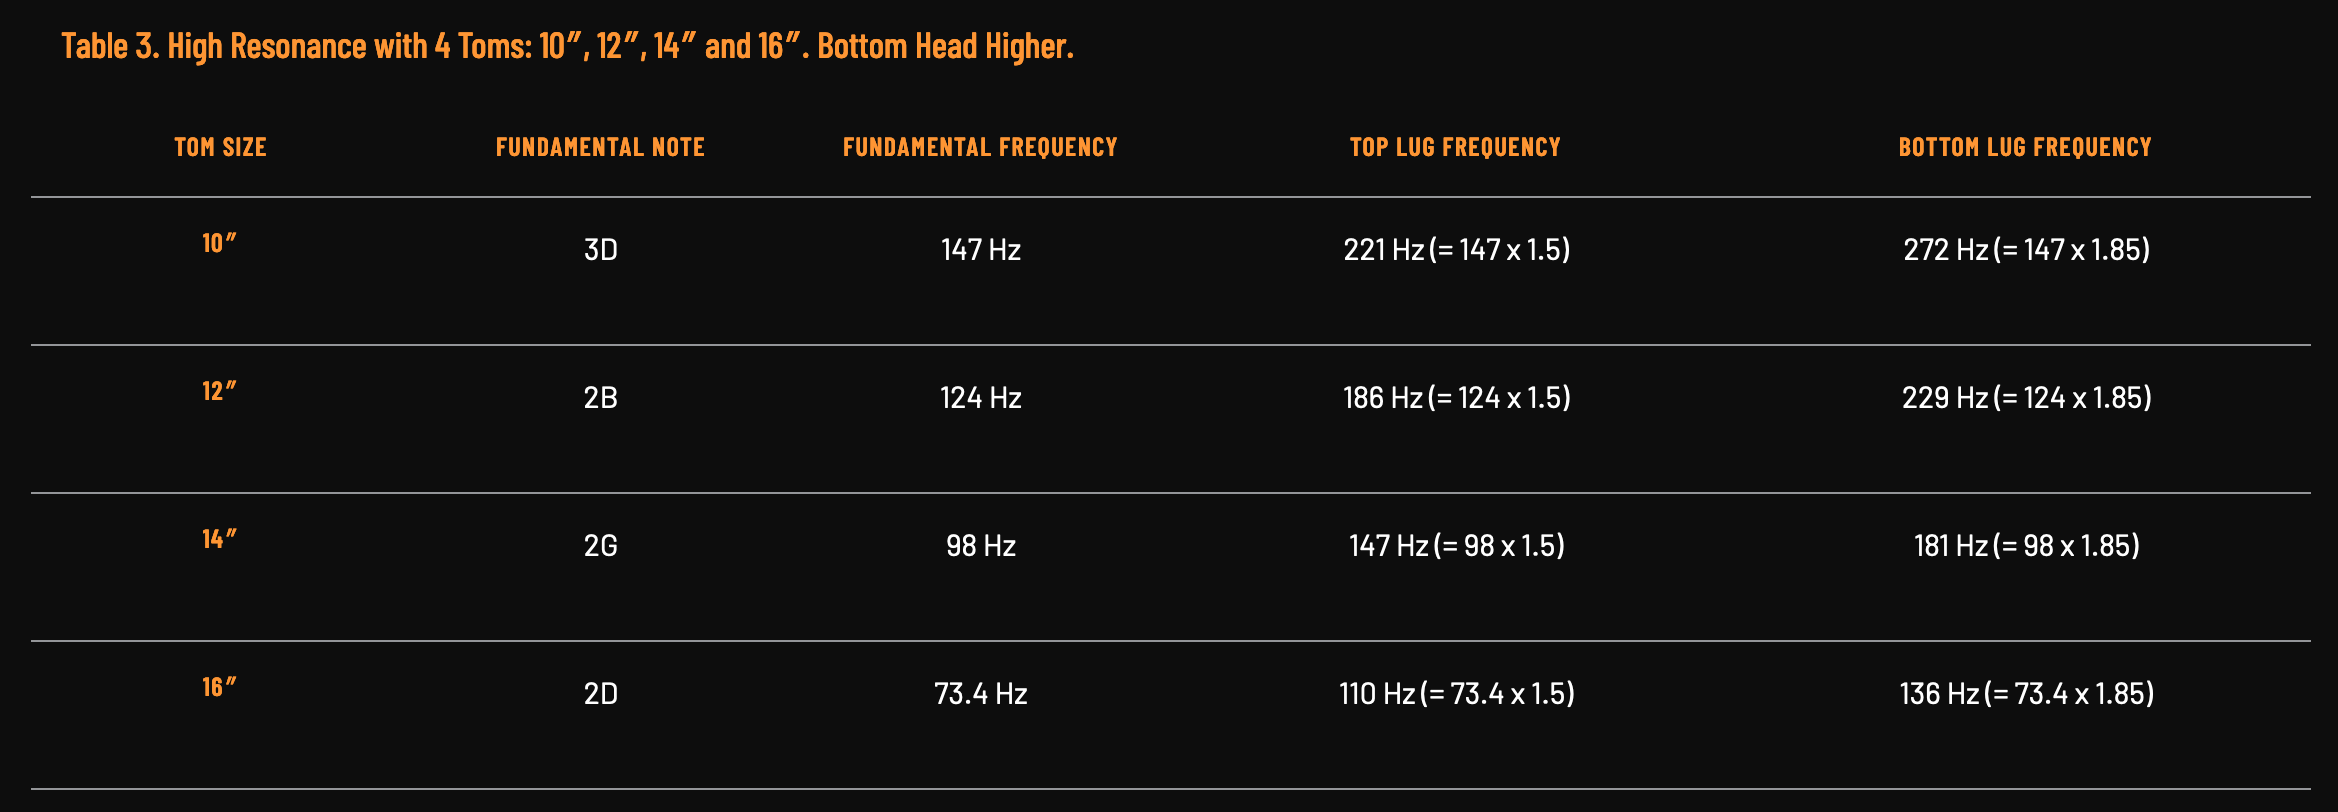 Table 3. High Resonance with 4 Toms: 10″, 12″, 14″ and 16″. Bottom Head Higher.
TOM SIZE FUNDAMENTAL NOTE FUNDAMENTAL FREQUENCY TOP LUG FREQUENCY BOTTOM LUG FREQUENCY
10″ 3D 147 Hz 221 Hz (= 147 x 1.5) 272 Hz (= 147 x 1.85)
12″ 2B 124 Hz 186 Hz (= 124 x 1.5) 229 Hz (= 124 x 1.85)
14″ 2G 98 Hz 147 Hz (= 98 x 1.5) 181 Hz (= 98 x 1.85)
16″ 2D 73.4 Hz 110 Hz (= 73.4 x 1.5) 136 Hz (= 73.4 x 1.85)